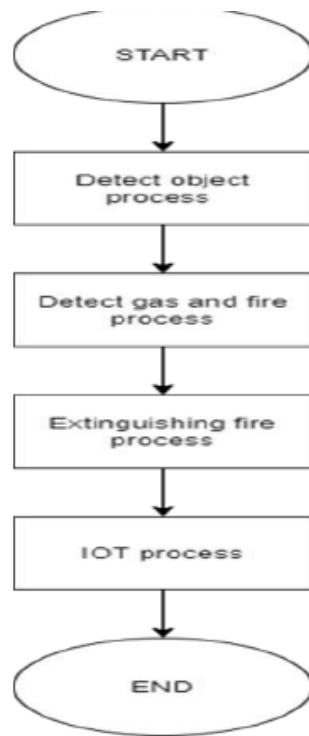 START
Detect object
process
Detect gas and fire
process
Extinguishing fire
process
IOT process
END